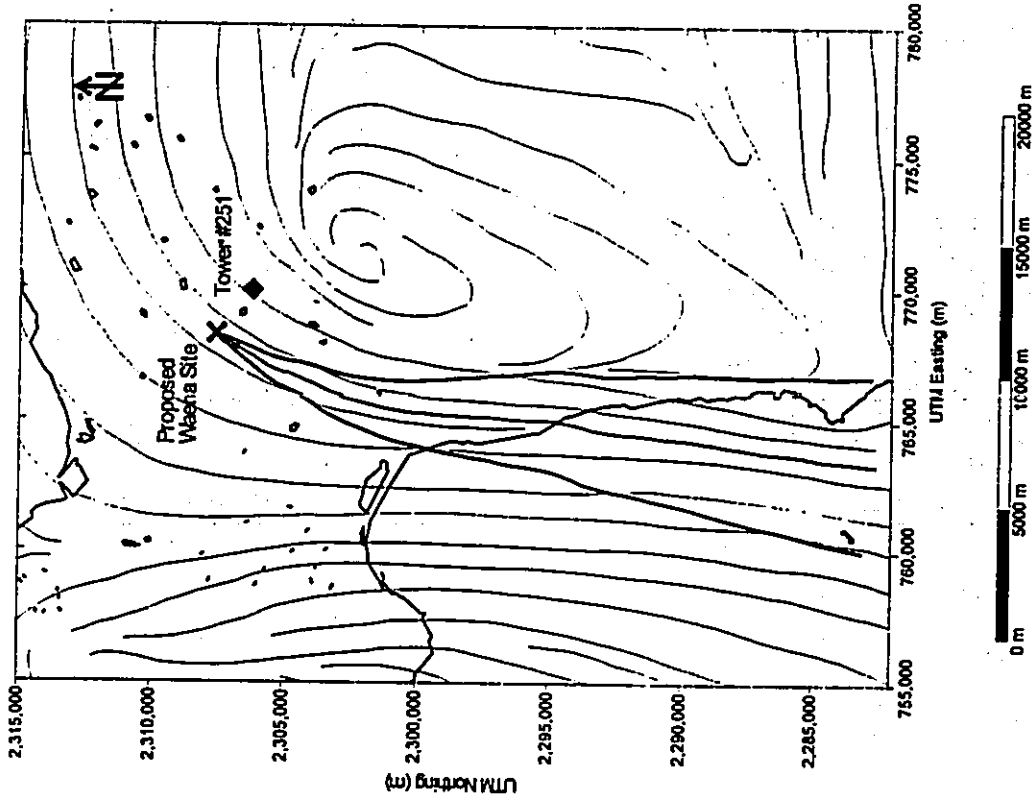 2,315,000
2,310,000
2,305,000
2,300,000
2,295,000
2,290,000
2,285,000
UTM Northing (m)
N
Tower #251
Proposed
Waena Site
755,000
760,000
765,000
770,000
775,000
780,000
UTM Easting (m)
0 m
5000 m
10000 m
15000 m
20000 m